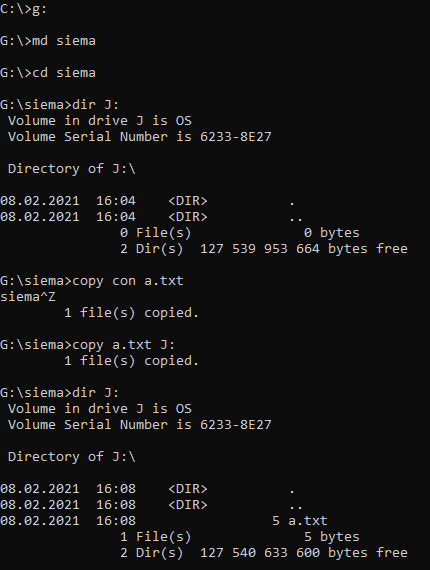 C:\>g:
G:\>md siema
G:\>cd siema
G:\siema>dir J:
 Volume in drive J is OS
 Volume Serial Number is 6233-8E27
 Directory of J:\
08.02.2021  16:04    <DIR>          .
08.02.2021  16:04    <DIR>          ..
               0 File(s)              0 bytes
               2 Dir(s)  127 539 953 664 bytes free
G:\siema>copy con a.txt
siema^Z
        1 file(s) copied.
G:\siema>copy a.txt J:
        1 file(s) copied.
G:\siema>dir J:
 Volume in drive J is OS
 Volume Serial Number is 6233-8E27
 Directory of J:\
08.02.2021  16:08    <DIR>          .
08.02.2021  16:08    <DIR>          ..
08.02.2021  16:08                 5 a.txt
               1 File(s)              5 bytes
               2 Dir(s)  127 540 633 600 bytes free